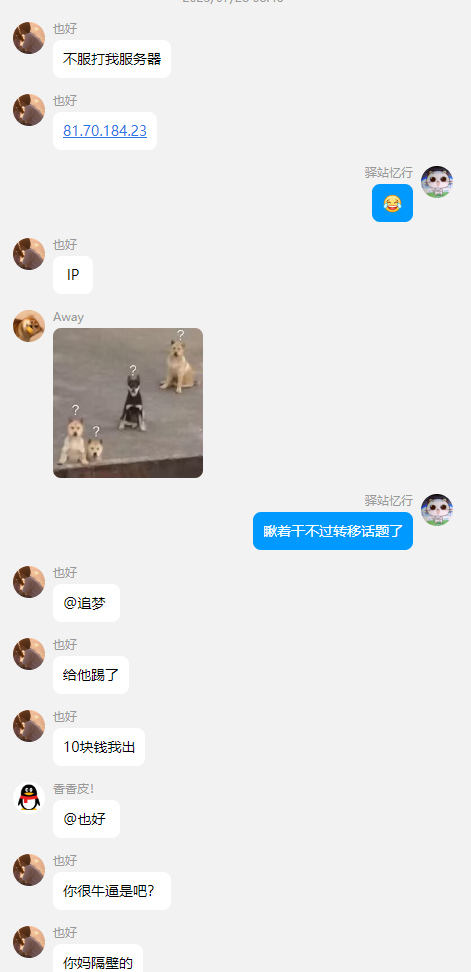 也好
不服打我服务器
也好
81.70.184.23
驿站忆行
😂
也好
IP
Away
?
?
?
?
驿站忆行
瞅着干不过转移话题了
也好
@追梦
也好
给他踢了
也好
10块钱我出
香香皮!
@也好
也好
你很牛逼是吧?
也好
你妈隔壁的